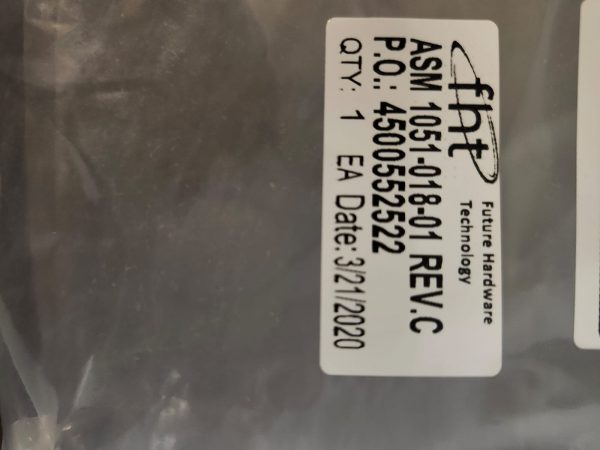 fht
Future Hardware
Technology
ASM 1051-018-01 REV.C
P.O.: 4500552522
QTY: 1 EA Date: 3/21/2020